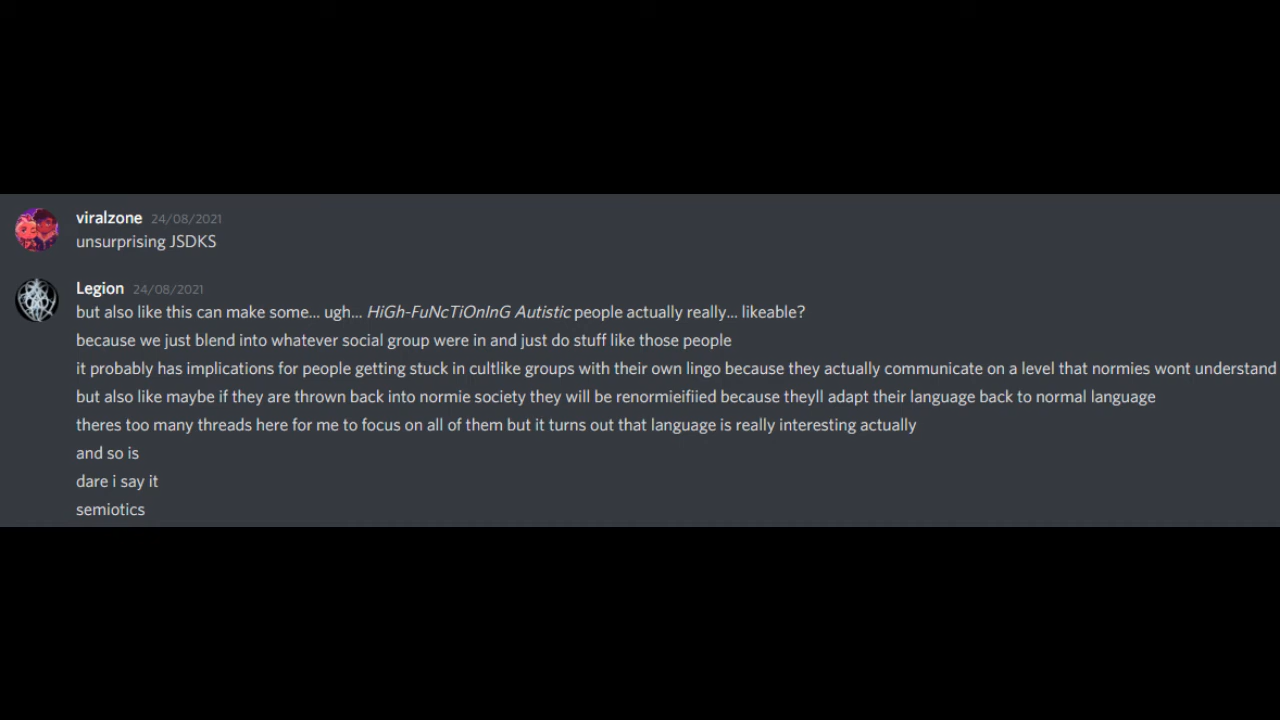 viralzone 24/08/2021
unsurprising JSDKS
Legion 24/08/2021
but also like this can make some... ugh... HiGh-FuNcTiOnInG Autistic people actually really... likeable?
because we just blend into whatever social group were in and just do stuff like those people
it probably has implications for people getting stuck in cultlike groups with their own lingo because they actually communicate on a level that normies wont understand
but also like maybe if they are thrown back into normie society they will be renormieifiied because theyll adapt their language back to normal language
theres too many threads here for me to focus on all of them but it turns out that language is really interesting actually
and so is
dare i say it
semiotics